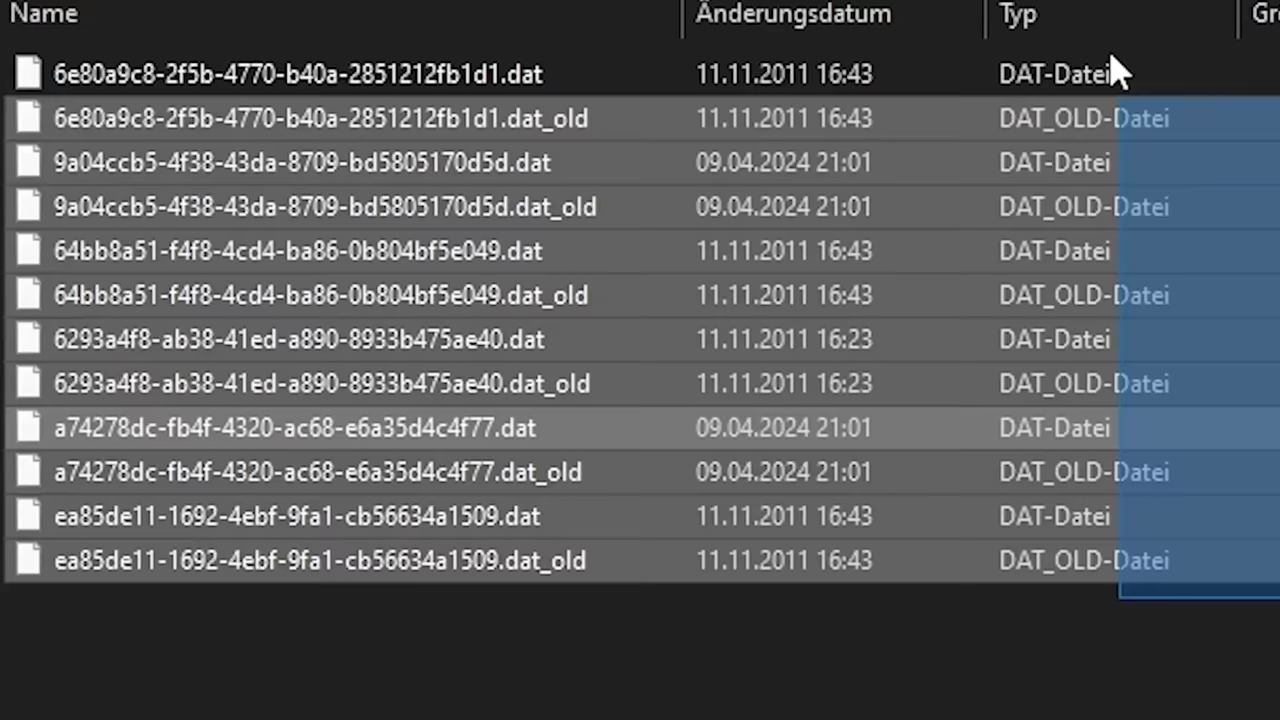 Name Änderungsdatum Typ Gr
6e80a9c8-2f5b-4770-b40a-2851212fb1d1.dat 11.11.2011 16:43 DAT-Datei
6e80a9c8-2f5b-4770-b40a-2851212fb1d1.dat_old 11.11.2011 16:43 DAT_OLD-Datei
9a04ccb5-4f38-43da-8709-bd5805170d5d.dat 09.04.2024 21:01 DAT-Datei
9a04ccb5-4f38-43da-8709-bd5805170d5d.dat_old 09.04.2024 21:01 DAT_OLD-Datei
64bb8a51-f4f8-4cd4-ba86-0b804bf5e049.dat 11.11.2011 16:43 DAT-Datei
64bb8a51-f4f8-4cd4-ba86-0b804bf5e049.dat_old 11.11.2011 16:43 DAT_OLD-Datei
6293a4f8-ab38-41ed-a890-8933b475ae40.dat 11.11.2011 16:23 DAT-Datei
6293a4f8-ab38-41ed-a890-8933b475ae40.dat_old 11.11.2011 16:23 DAT_OLD-Datei
a74278dc-fb4f-4320-ac68-e6a35d4c4f77.dat 09.04.2024 21:01 DAT-Datei
a74278dc-fb4f-4320-ac68-e6a35d4c4f77.dat_old 09.04.2024 21:01 DAT_OLD-Datei
ea85de11-1692-4ebf-9fa1-cb56634a1509.dat 11.11.2011 16:43 DAT-Datei
ea85de11-1692-4ebf-9fa1-cb56634a1509.dat_old 11.11.2011 16:43 DAT_OLD-Datei